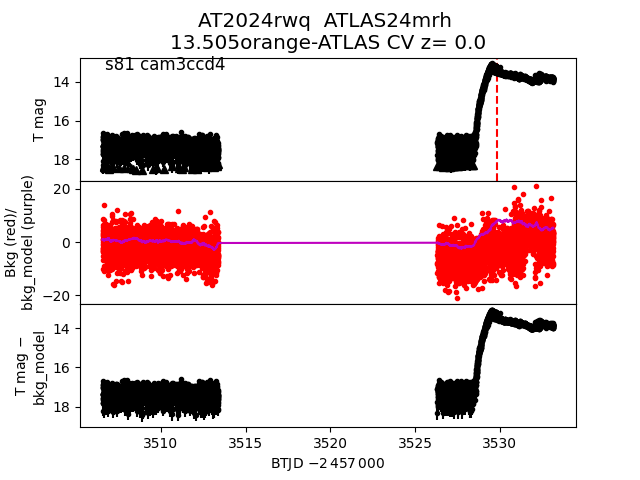 AT2024rwq  ATLAS24mrh
13.505orange-ATLAS CV z= 0.0
s81 cam3ccd4
T mag
14
16
18
Bkg (red)/
bkg_model (purple)
20
0
−20
T mag −
bkg_model
14
16
18
3510
3515
3520
3525
3530
BTJD −2 457 000